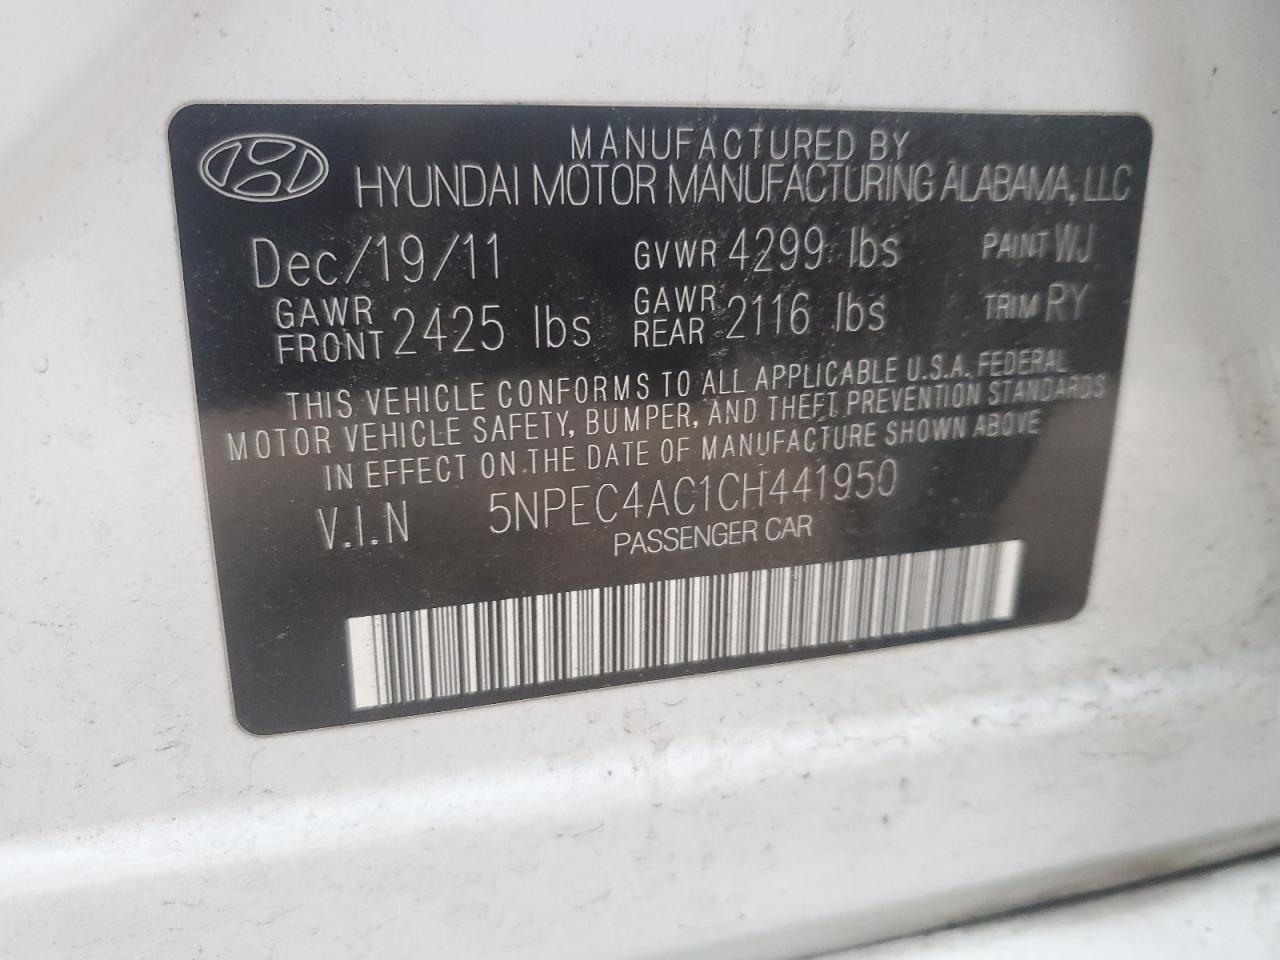 MANUFACTURED BY
HYUNDAI MOTOR MANUFACTURING ALABAMA, LLC
Dec/19/11 GVWR 4299 lbs PAINT WJ
GAWR FRONT 2425 lbs GAWR REAR 2116 lbs TRIM RY
THIS VEHICLE CONFORMS TO ALL APPLICABLE U.S.A. FEDERAL
MOTOR VEHICLE SAFETY, BUMPER, AND THEFT PREVENTION STANDARDS
IN EFFECT ON THE DATE OF MANUFACTURE SHOWN ABOVE
V.I.N 5NPEC4AC1CH441950
PASSENGER CAR